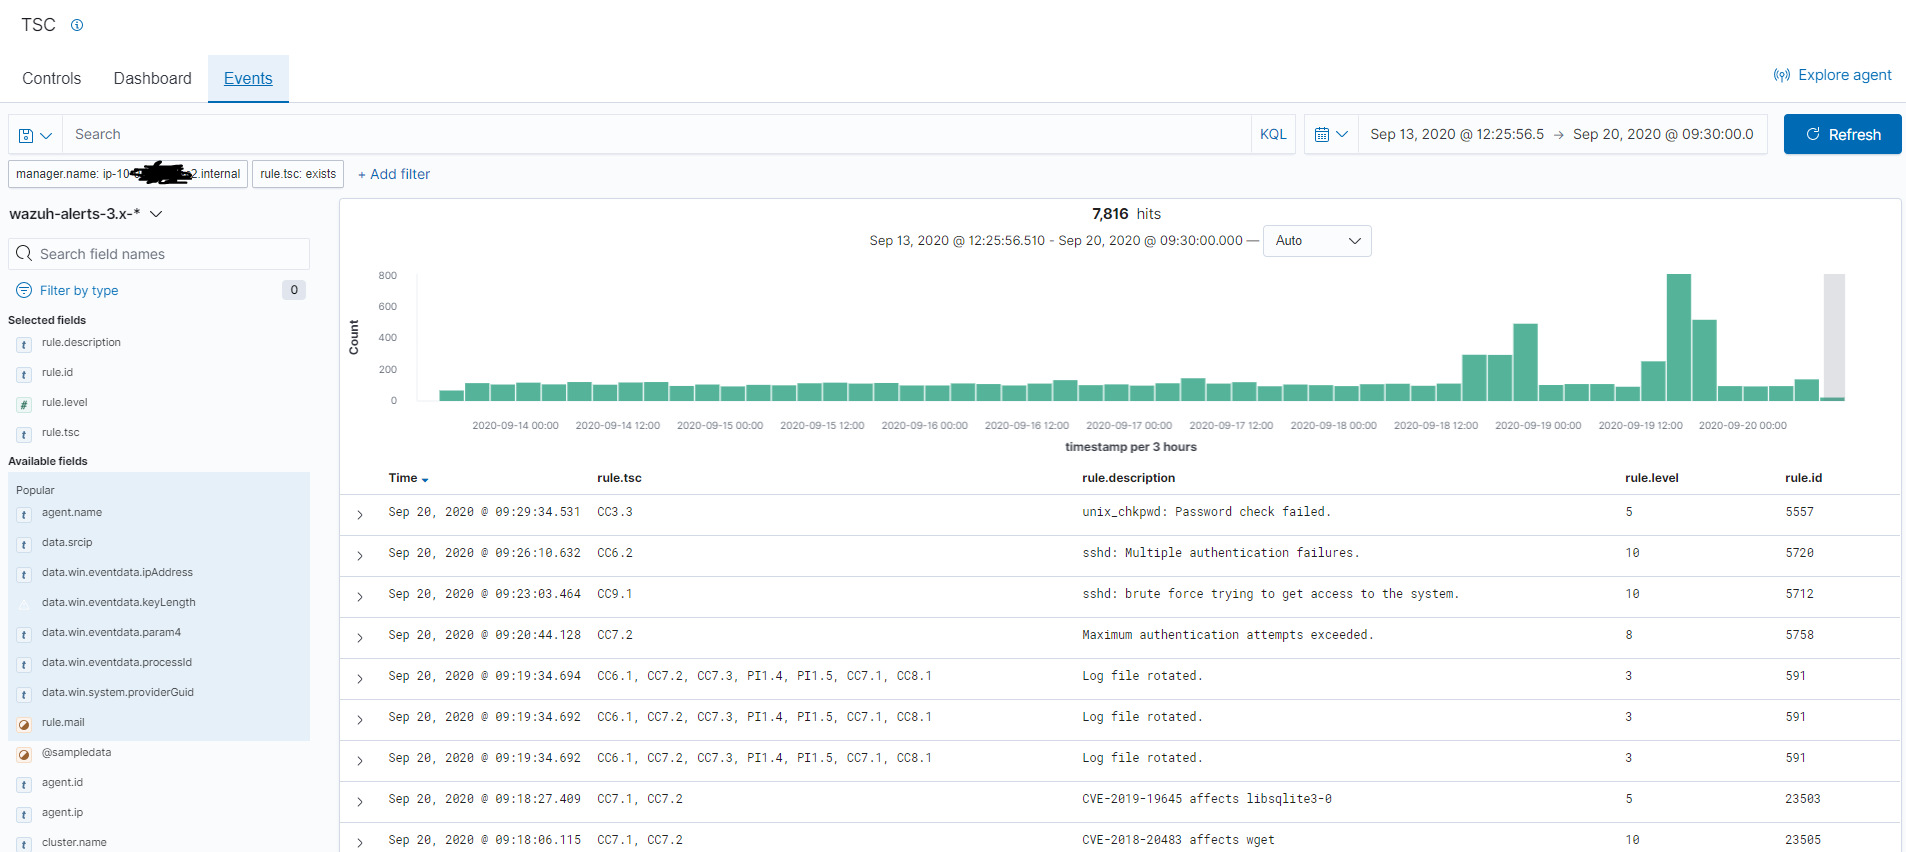 TSC
Controls Dashboard Events
Explore agent
Search KQL Sep 13, 2020 @ 12:25:56.5 → Sep 20, 2020 @ 09:30:00.0 Refresh
manager.name: ip-10 2.internal rule.tsc: exists + Add filter
wazuh-alerts-3.x-*
Search field names
Filter by type 0
Selected fields
t rule.description
t rule.id
# rule.level
t rule.tsc
Available fields
Popular
t agent.name
t data.srcip
t data.win.eventdata.ipAddress
data.win.eventdata.keyLength
t data.win.eventdata.param4
t data.win.eventdata.processId
t data.win.system.providerGuid
rule.mail
@sampledata
t agent.id
t agent.ip
t cluster.name
7,816 hits
Sep 13, 2020 @ 12:25:56.510 - Sep 20, 2020 @ 09:30:00.000 — Auto
Count
800
600
400
200
0
2020-09-14 00:00 2020-09-14 12:00 2020-09-15 00:00 2020-09-15 12:00 2020-09-16 00:00 2020-09-16 12:00 2020-09-17 00:00 2020-09-17 12:00 2020-09-18 00:00 2020-09-18 12:00 2020-09-19 00:00 2020-09-19 12:00 2020-09-20 00:00
timestamp per 3 hours
Time rule.tsc rule.description rule.level rule.id
Sep 20, 2020 @ 09:29:34.531 CC3.3 unix_chkpwd: Password check failed. 5 5557
Sep 20, 2020 @ 09:26:10.632 CC6.2 sshd: Multiple authentication failures. 10 5720
Sep 20, 2020 @ 09:23:03.464 CC9.1 sshd: brute force trying to get access to the system. 10 5712
Sep 20, 2020 @ 09:20:44.128 CC7.2 Maximum authentication attempts exceeded. 8 5758
Sep 20, 2020 @ 09:19:34.694 CC6.1, CC7.2, CC7.3, PI1.4, PI1.5, CC7.1, CC8.1 Log file rotated. 3 591
Sep 20, 2020 @ 09:19:34.692 CC6.1, CC7.2, CC7.3, PI1.4, PI1.5, CC7.1, CC8.1 Log file rotated. 3 591
Sep 20, 2020 @ 09:19:34.692 CC6.1, CC7.2, CC7.3, PI1.4, PI1.5, CC7.1, CC8.1 Log file rotated. 3 591
Sep 20, 2020 @ 09:18:27.409 CC7.1, CC7.2 CVE-2019-19645 affects libsqlite3-0 5 23503
Sep 20, 2020 @ 09:18:06.115 CC7.1, CC7.2 CVE-2018-20483 affects wget 10 23505